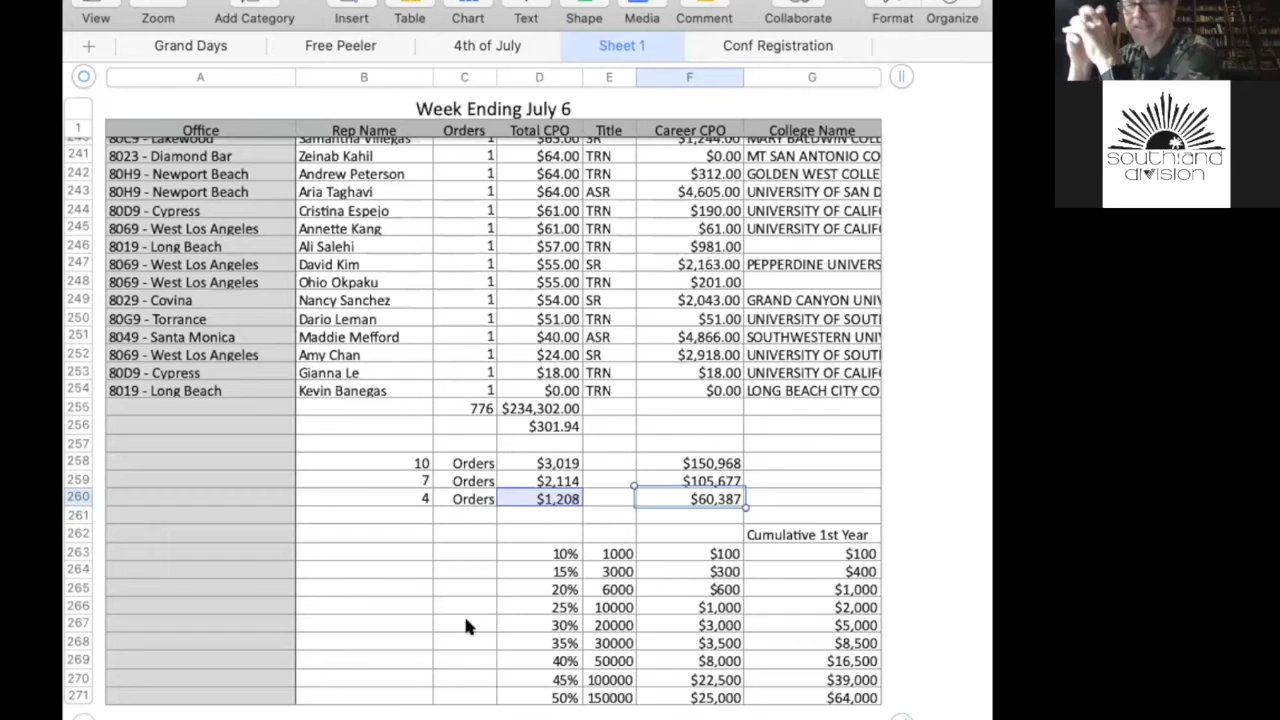 View Zoom Add Category Insert Table Chart Text Shape Media Comment Collaborate Format Organize
Grand Days Free Peeler 4th of July Sheet 1 Conf Registration
A B C D E F G
Week Ending July 6
1 Office Rep Name Orders Total CPO Title Career CPO College Name
80C9 - Lakewood Samantha Villegas 1 $63.00 SR $1,244.00 MARY BALDWIN COLL
241 8023 - Diamond Bar Zeinab Kahil 1 $64.00 TRN $0.00 MT SAN ANTONIO CO
242 80H9 - Newport Beach Andrew Peterson 1 $64.00 TRN $312.00 GOLDEN WEST COLLE
243 80H9 - Newport Beach Aria Taghavi 1 $64.00 ASR $4,605.00 UNIVERSITY OF SAN D
244 80D9 - Cypress Cristina Espejo 1 $61.00 TRN $190.00 UNIVERSITY OF CALIF
245 8069 - West Los Angeles Annette Kang 1 $61.00 TRN $61.00 UNIVERSITY OF CALIF
246 8019 - Long Beach Ali Salehi 1 $57.00 TRN $981.00
247 8069 - West Los Angeles David Kim 1 $55.00 SR $2,163.00 PEPPERDINE UNIVERS
248 8069 - West Los Angeles Ohio Okpaku 1 $55.00 TRN $201.00
249 8029 - Covina Nancy Sanchez 1 $54.00 SR $2,043.00 GRAND CANYON UNIV
250 80G9 - Torrance Dario Leman 1 $51.00 TRN $51.00 UNIVERSITY OF SOUTI
251 8049 - Santa Monica Maddie Mefford 1 $40.00 ASR $4,866.00 SOUTHWESTERN UNIV
252 8069 - West Los Angeles Amy Chan 1 $24.00 SR $2,918.00 UNIVERSITY OF SOUTI
253 80D9 - Cypress Gianna Le 1 $18.00 TRN $18.00 UNIVERSITY OF CALIF
254 8019 - Long Beach Kevin Banegas 1 $0.00 TRN $0.00 LONG BEACH CITY CO
255 776 $234,302.00
256 $301.94
257
258 10 Orders $3,019 $150,968
259 7 Orders $2,114 $105,677
260 4 Orders $1,208 $60,387
261
262 Cumulative 1st Year
263 10% 1000 $100 $100
264 15% 3000 $300 $400
265 20% 6000 $600 $1,000
266 25% 10000 $1,000 $2,000
267 30% 20000 $3,000 $5,000
268 35% 30000 $3,500 $8,500
269 40% 50000 $8,000 $16,500
270 45% 100000 $22,500 $39,000
271 50% 150000 $25,000 $64,000
southland
division